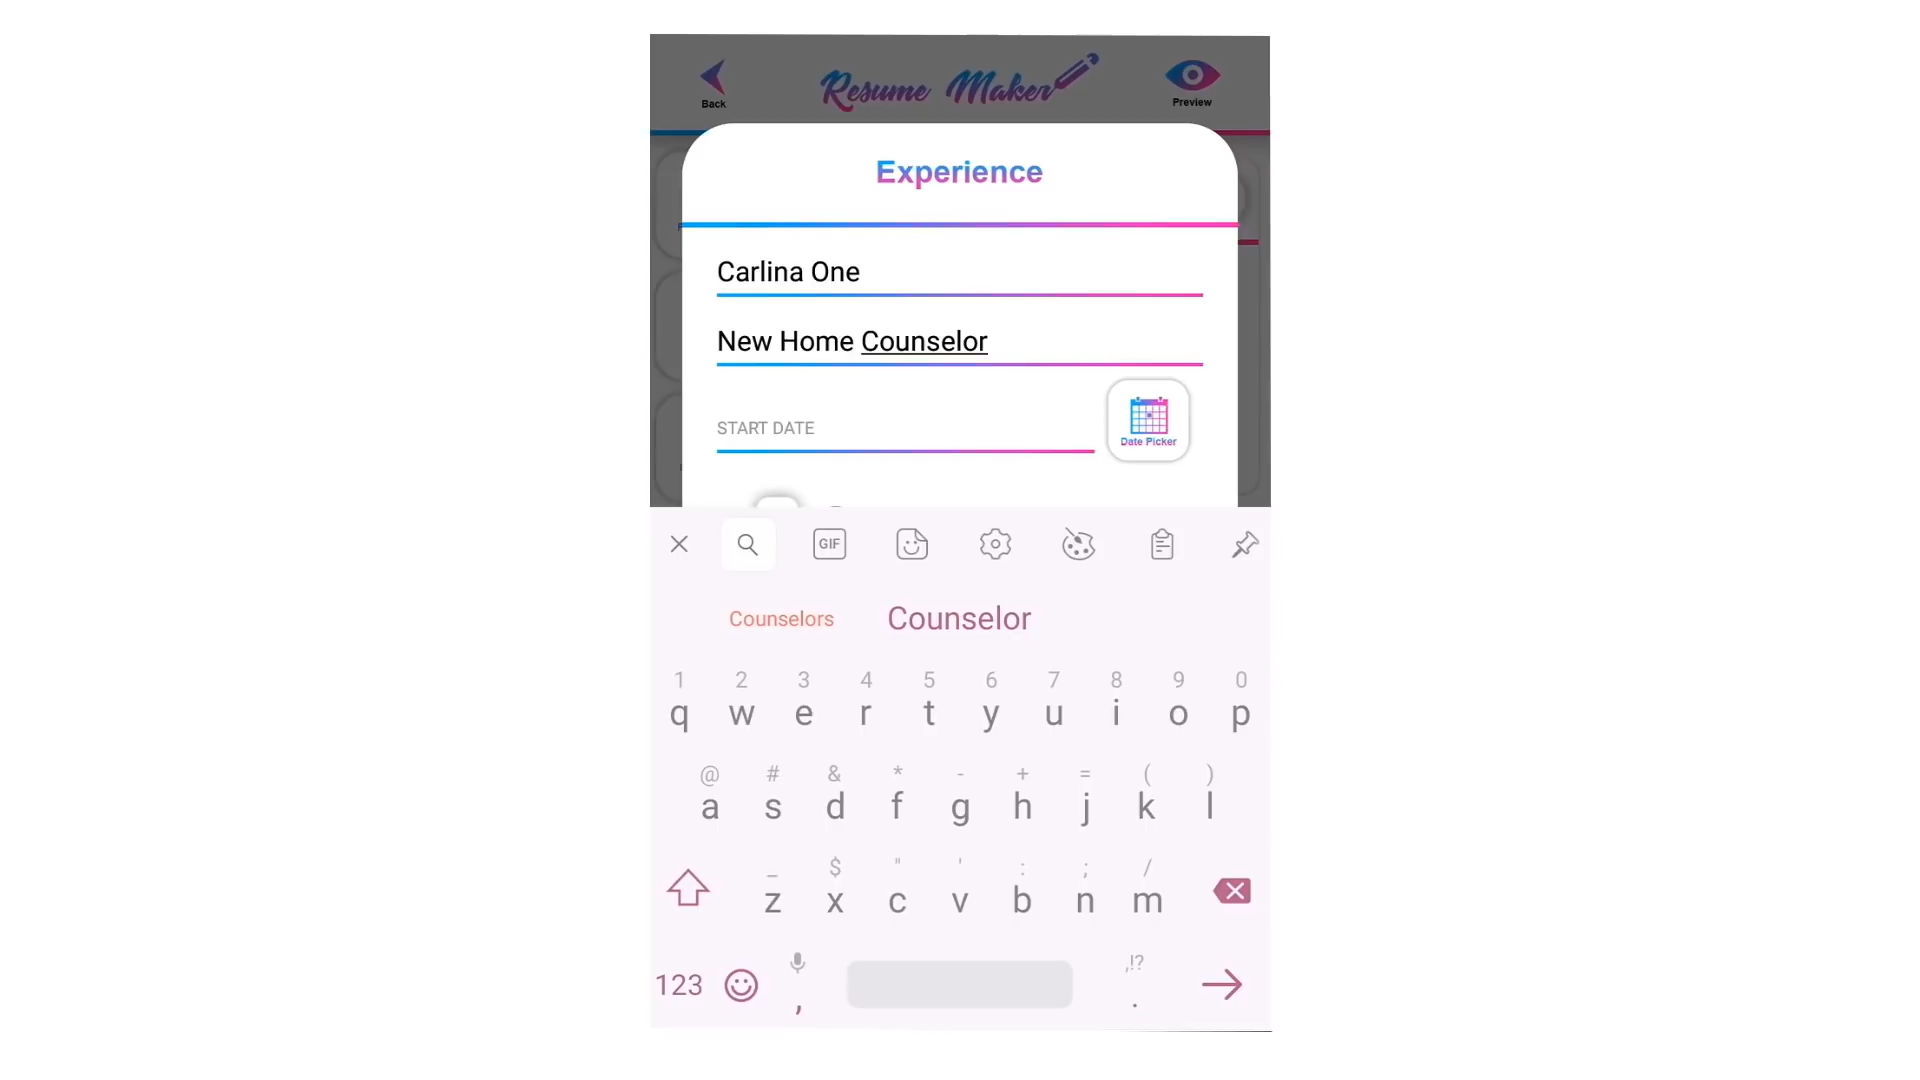 Resume Maker
Back
Preview
Experience
Carlina One
New Home Counselor
START DATE
Date Picker
GIF
Counselors Counselor
1 2 3 4 5 6 7 8 9 0
q w e r t y u i o p
@ # & * - + = ( )
a s d f g h j k l
_ $ " ' : ; /
z x c v b n m
,!?
123 , .